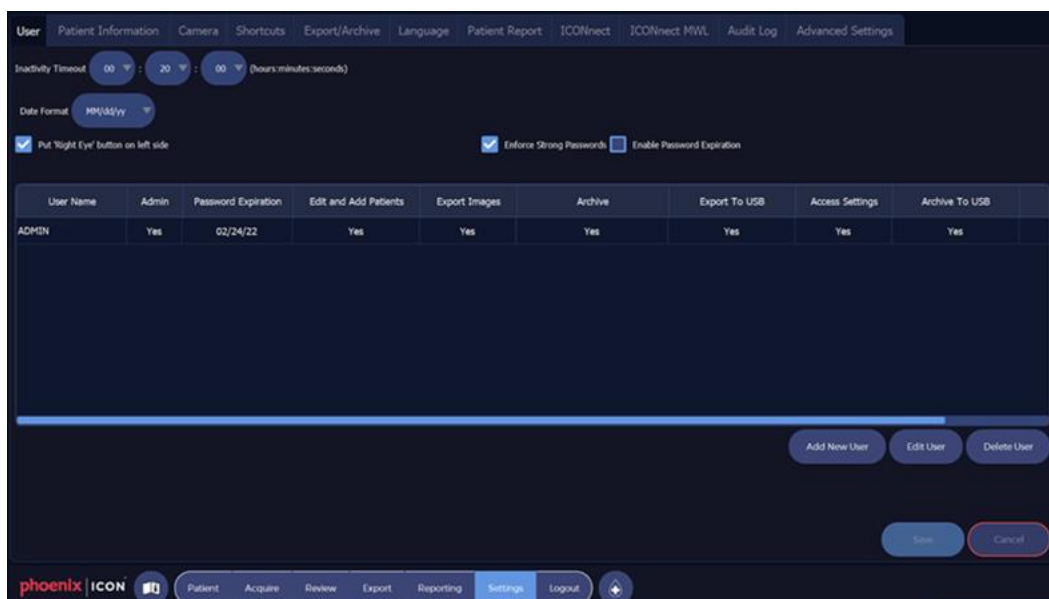 User Patient Information Camera Shortcuts Export/Archive Language Patient Report ICONnect ICONnect MWL Audit Log Advanced Settings
Inactivity Timeout 00 : 20 : 00 (hours:minutes:seconds)
Date Format MM/dd/yy
Put 'Right Eye' button on left side Enforce Strong Passwords Enable Password Expiration
User Name Admin Password Expiration Edit and Add Patients Export Images Archive Export To USB Access Settings Archive To USB
ADMIN Yes 02/24/22 Yes Yes Yes Yes Yes Yes
Add New User Edit User Delete User
Save Cancel
phoenix ICON Patient Acquire Review Export Reporting Settings Logout